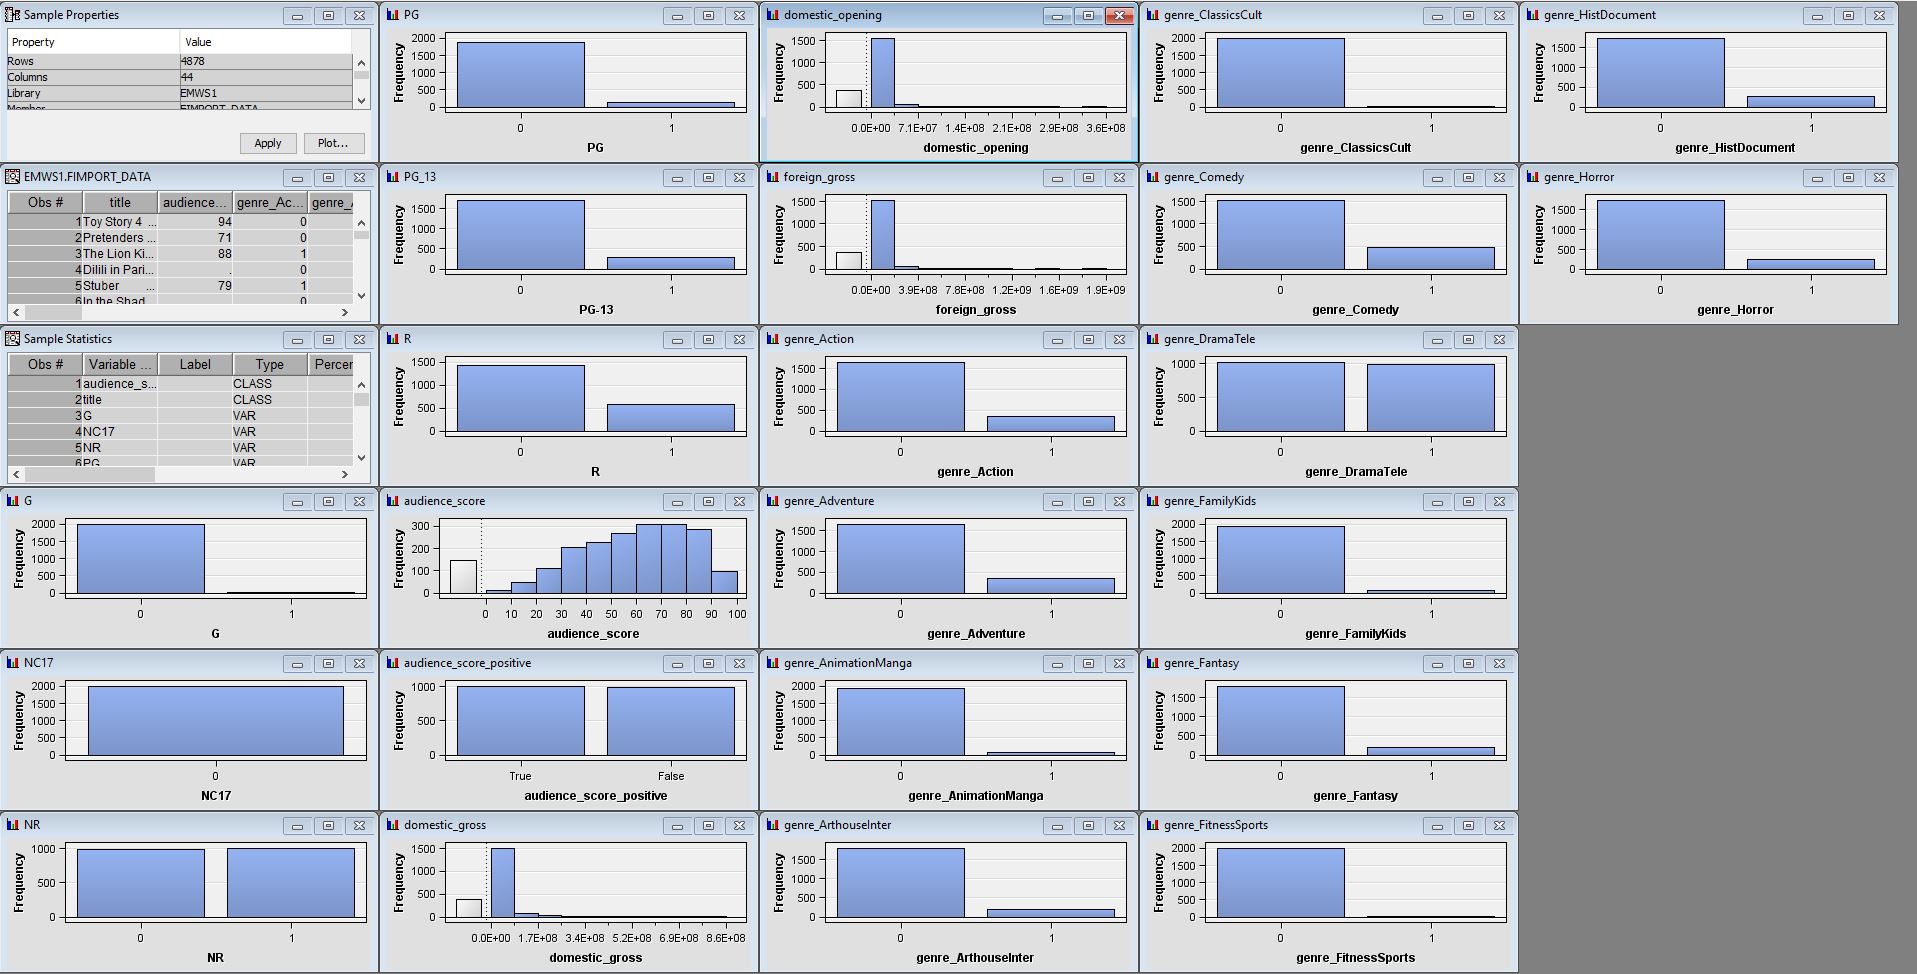 Sample Properties
Property Value
Rows 4878
Columns 44
Library EMWS1
Member FIMPORT_DATA
Apply Plot...
EMWS1.FIMPORT_DATA
Obs # title audience... genre_Ac... genre_
1 Toy Story 4 ... 94 0
2 Pretenders ... 71 0
3 The Lion Ki... 88 1
4 Dilili in Pari... . 0
5 Stuber ... 79 1
6 In the Shad 0
Sample Statistics
Obs # Variable ... Label Type Percer
1 audience_s... CLASS
2 title CLASS
3 G VAR
4 NC17 VAR
5 NR VAR
6 PG VAR
G
Frequency
2000
1500
1000
500
0
0 1
G
NC17
Frequency
2000
1500
1000
500
0
0
NC17
NR
Frequency
1000
500
0
0 1
NR
PG
Frequency
2000
1500
1000
500
0
0 1
PG
PG_13
Frequency
1500
1000
500
0
0 1
PG-13
R
Frequency
1500
1000
500
0
0 1
R
audience_score
Frequency
300
200
100
0
0 10 20 30 40 50 60 70 80 90 100
audience_score
audience_score_positive
Frequency
1000
500
0
True False
audience_score_positive
domestic_gross
Frequency
1500
1000
500
0
0.0E+00 1.7E+08 3.4E+08 5.2E+08 6.9E+08 8.6E+08
domestic_gross
domestic_opening
Frequency
1500
1000
500
0
0.0E+00 7.1E+07 1.4E+08 2.1E+08 2.9E+08 3.6E+08
domestic_opening
foreign_gross
Frequency
1500
1000
500
0
0.0E+00 3.9E+08 7.8E+08 1.2E+09 1.6E+09 1.9E+09
foreign_gross
genre_Action
Frequency
1500
1000
500
0
0 1
genre_Action
genre_Adventure
Frequency
1500
1000
500
0
0 1
genre_Adventure
genre_AnimationManga
Frequency
2000
1500
1000
500
0
0 1
genre_AnimationManga
genre_ArthouseInter
Frequency
1500
1000
500
0
0 1
genre_ArthouseInter
genre_ClassicsCult
Frequency
2000
1500
1000
500
0
0 1
genre_ClassicsCult
genre_Comedy
Frequency
1500
1000
500
0
0 1
genre_Comedy
genre_DramaTele
Frequency
1000
500
0
0 1
genre_DramaTele
genre_FamilyKids
Frequency
2000
1500
1000
500
0
0 1
genre_FamilyKids
genre_Fantasy
Frequency
1500
1000
500
0
0 1
genre_Fantasy
genre_FitnessSports
Frequency
2000
1500
1000
500
0
0 1
genre_FitnessSports
genre_HistDocument
Frequency
1500
1000
500
0
0 1
genre_HistDocument
genre_Horror
Frequency
1500
1000
500
0
0 1
genre_Horror